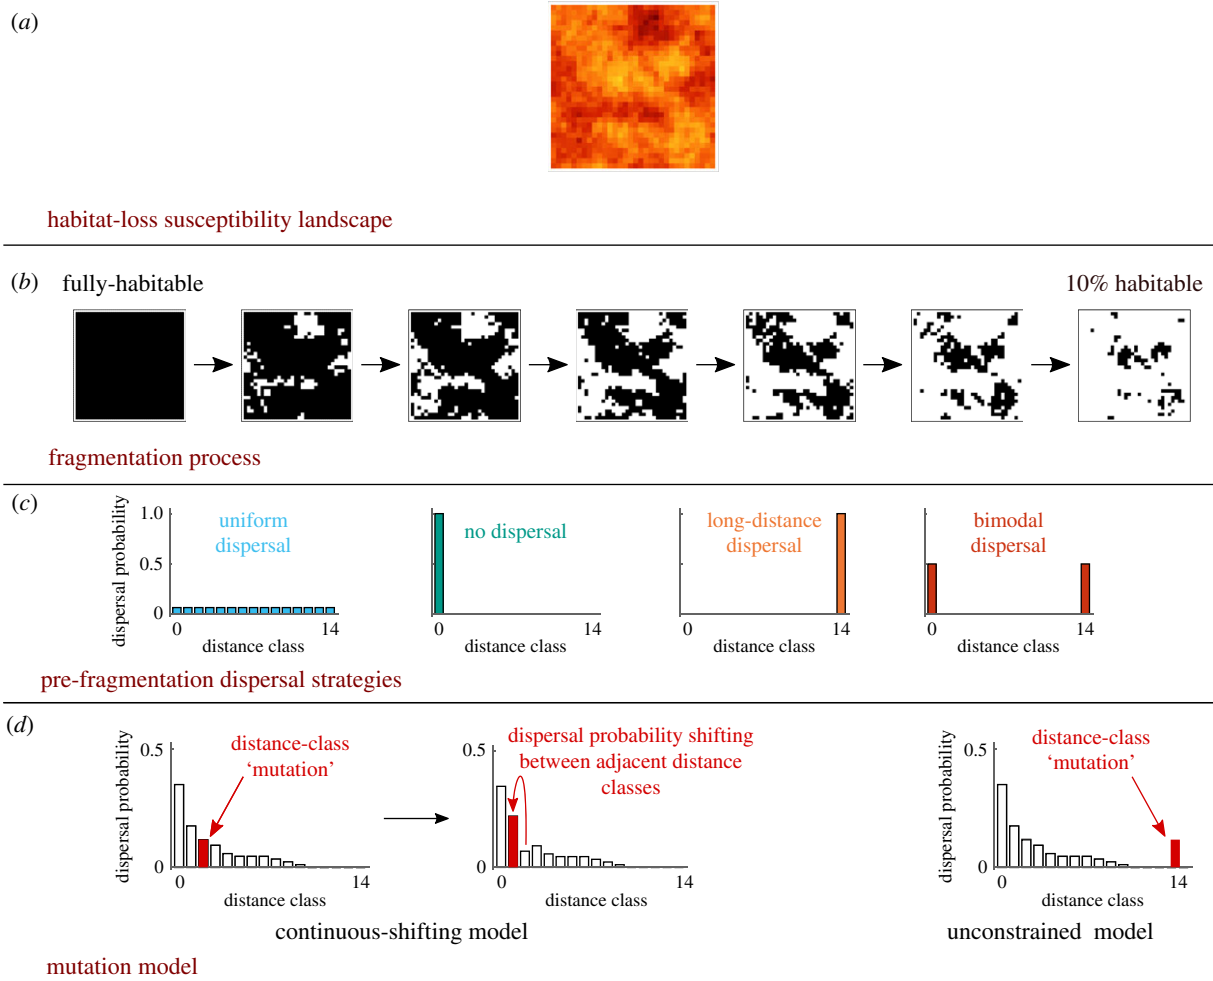 (a)
habitat-loss susceptibility landscape
(b)
fully-habitable
10% habitable
fragmentation process
(c)
dispersal probability
1.0
0.5
0
uniform
dispersal
0
14
distance class
no dispersal
0
14
distance class
long-distance
dispersal
0
14
distance class
bimodal
dispersal
0
14
distance class
pre-fragmentation dispersal strategies
(d)
dispersal probability
0.5
0
distance-class
‘mutation’
0
14
distance class
dispersal probability
0.5
0
dispersal probability shifting
between adjacent distance
classes
0
14
distance class
continuous-shifting model
dispersal probability
0.5
0
distance-class
‘mutation’
0
14
distance class
unconstrained model
mutation model